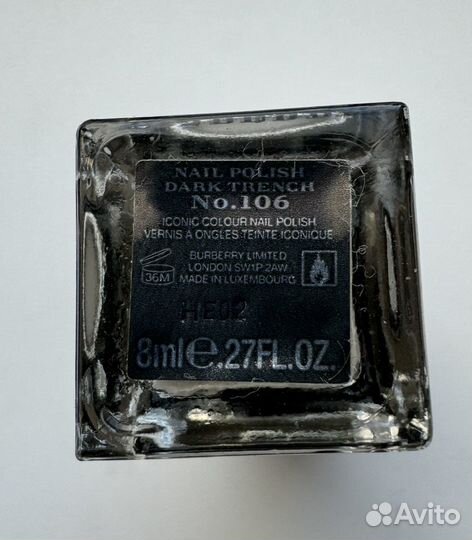 NAIL POLISH
DARK TRENCH
No.106
ICONIC COLOUR NAIL POLISH
VERNIS A ONGLES TEINTE ICONIQUE
BURBERRY LIMITED
LONDON SW1P 2AW
MADE IN LUXEMBOURG
36M
HE02
8ml e .27FL.OZ.
Avito